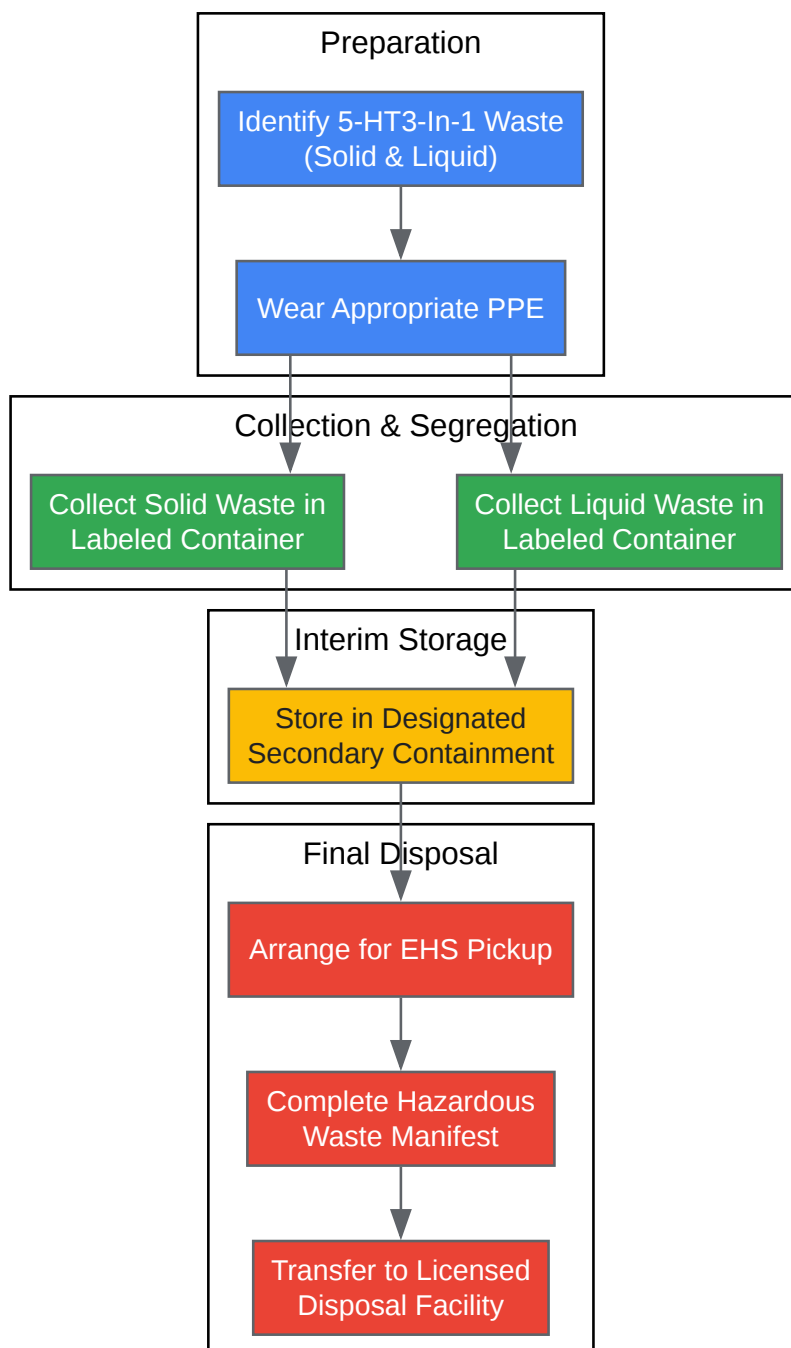 Preparation
Identify 5-HT3-In-1 Waste
(Solid & Liquid)
Wear Appropriate PPE
Collection & Segregation
Collect Solid Waste in
Labeled Container
Collect Liquid Waste in
Labeled Container
Interim Storage
Store in Designated
Secondary Containment
Final Disposal
Arrange for EHS Pickup
Complete Hazardous
Waste Manifest
Transfer to Licensed
Disposal Facility